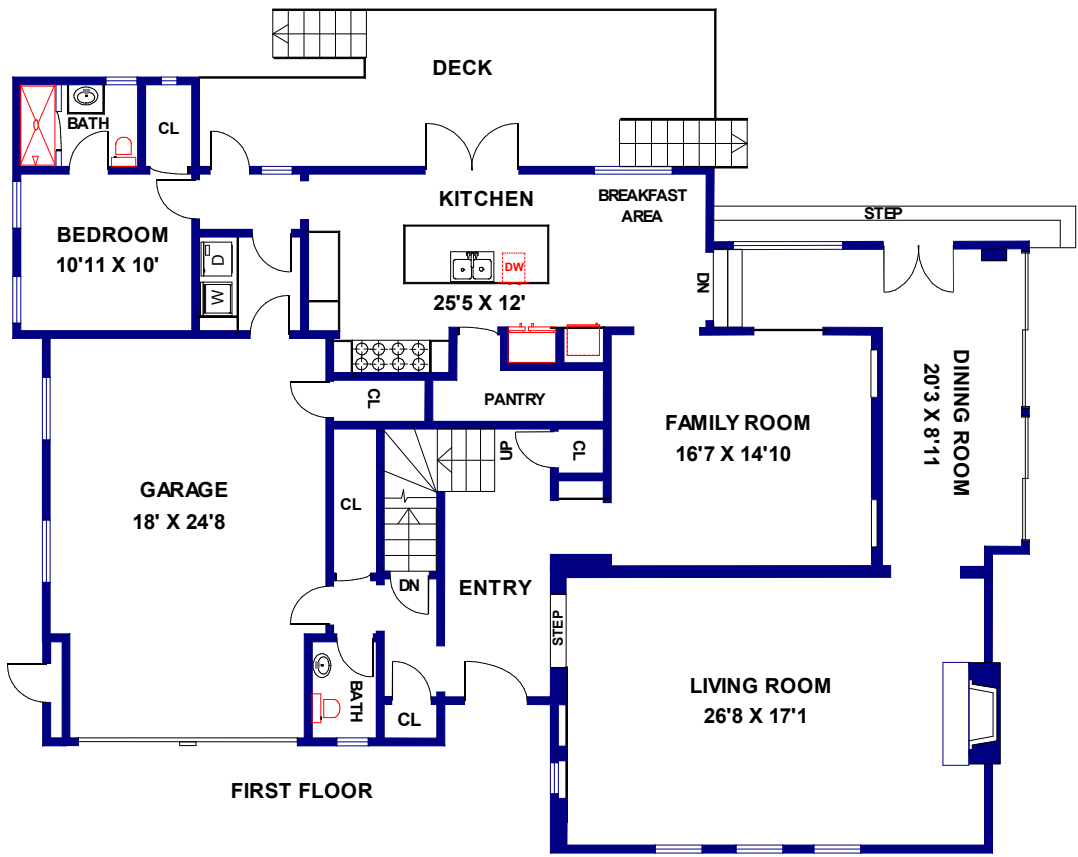 DECK
BATH
CL
KITCHEN
BREAKFAST
AREA
STEP
BEDROOM
10'11 X 10'
D
W
DW
DN
25'5 X 12'
DINING ROOM
20'3 X 8'11
CL
PANTRY
FAMILY ROOM
16'7 X 14'10
UP
CL
GARAGE
18' X 24'8
CL
DN
ENTRY
STEP
BATH
CL
LIVING ROOM
26'8 X 17'1
FIRST FLOOR